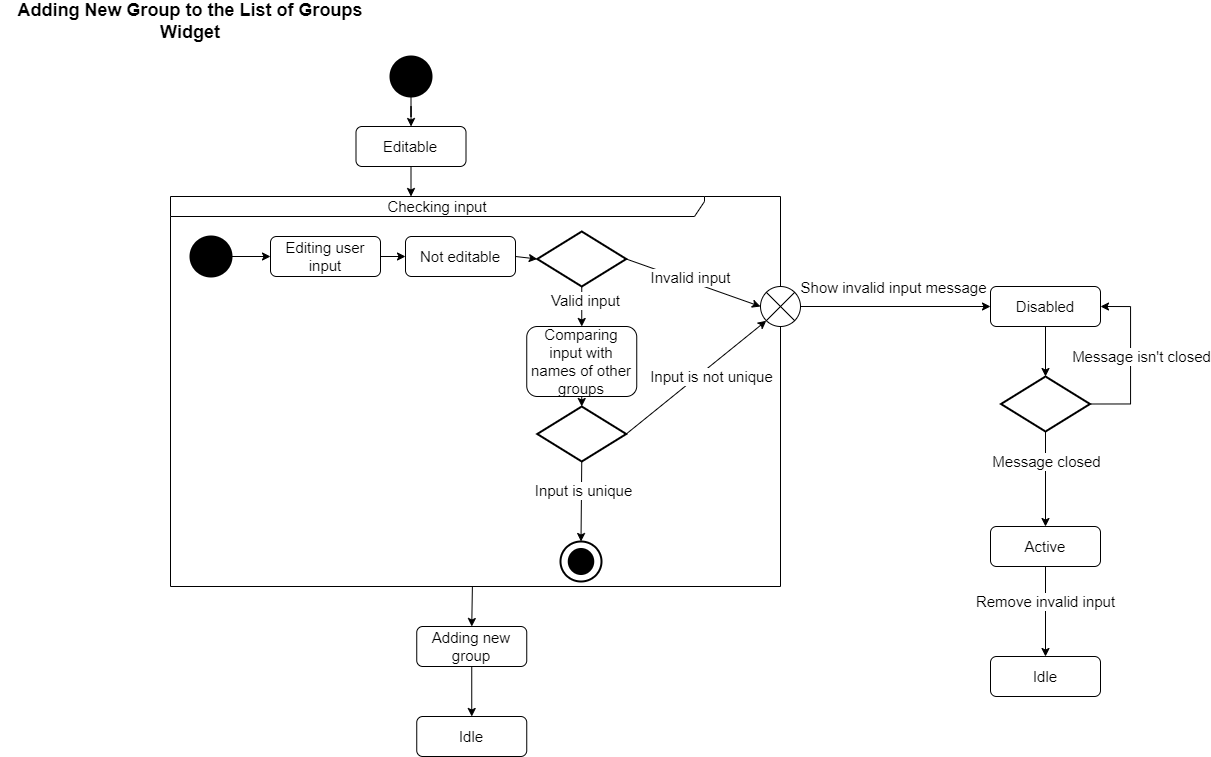 Adding New Group to the List of Groups
Widget
Editable
Checking input
Editing user
input
Not editable
Invalid input
Valid input
Show invalid input message
Disabled
Comparing
input with
names of other
groups
Message isn't closed
Input is not unique
Message closed
Input is unique
Active
Remove invalid input
Adding new
group
Idle
Idle